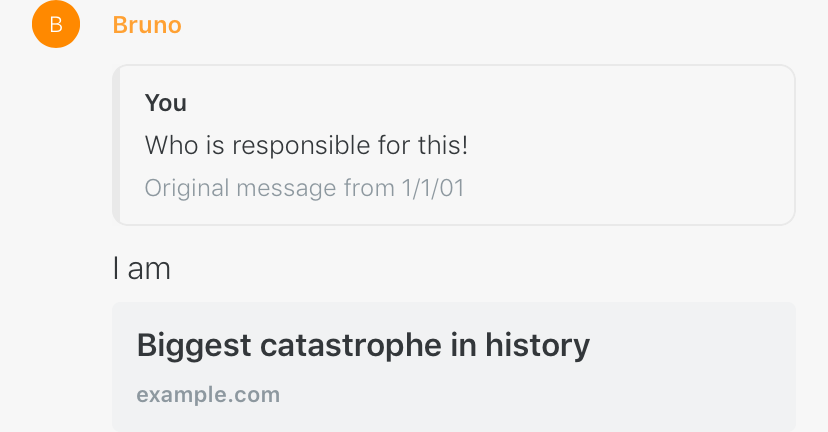 B
Bruno
You
Who is responsible for this!
Original message from 1/1/01
I am
Biggest catastrophe in history
example.com